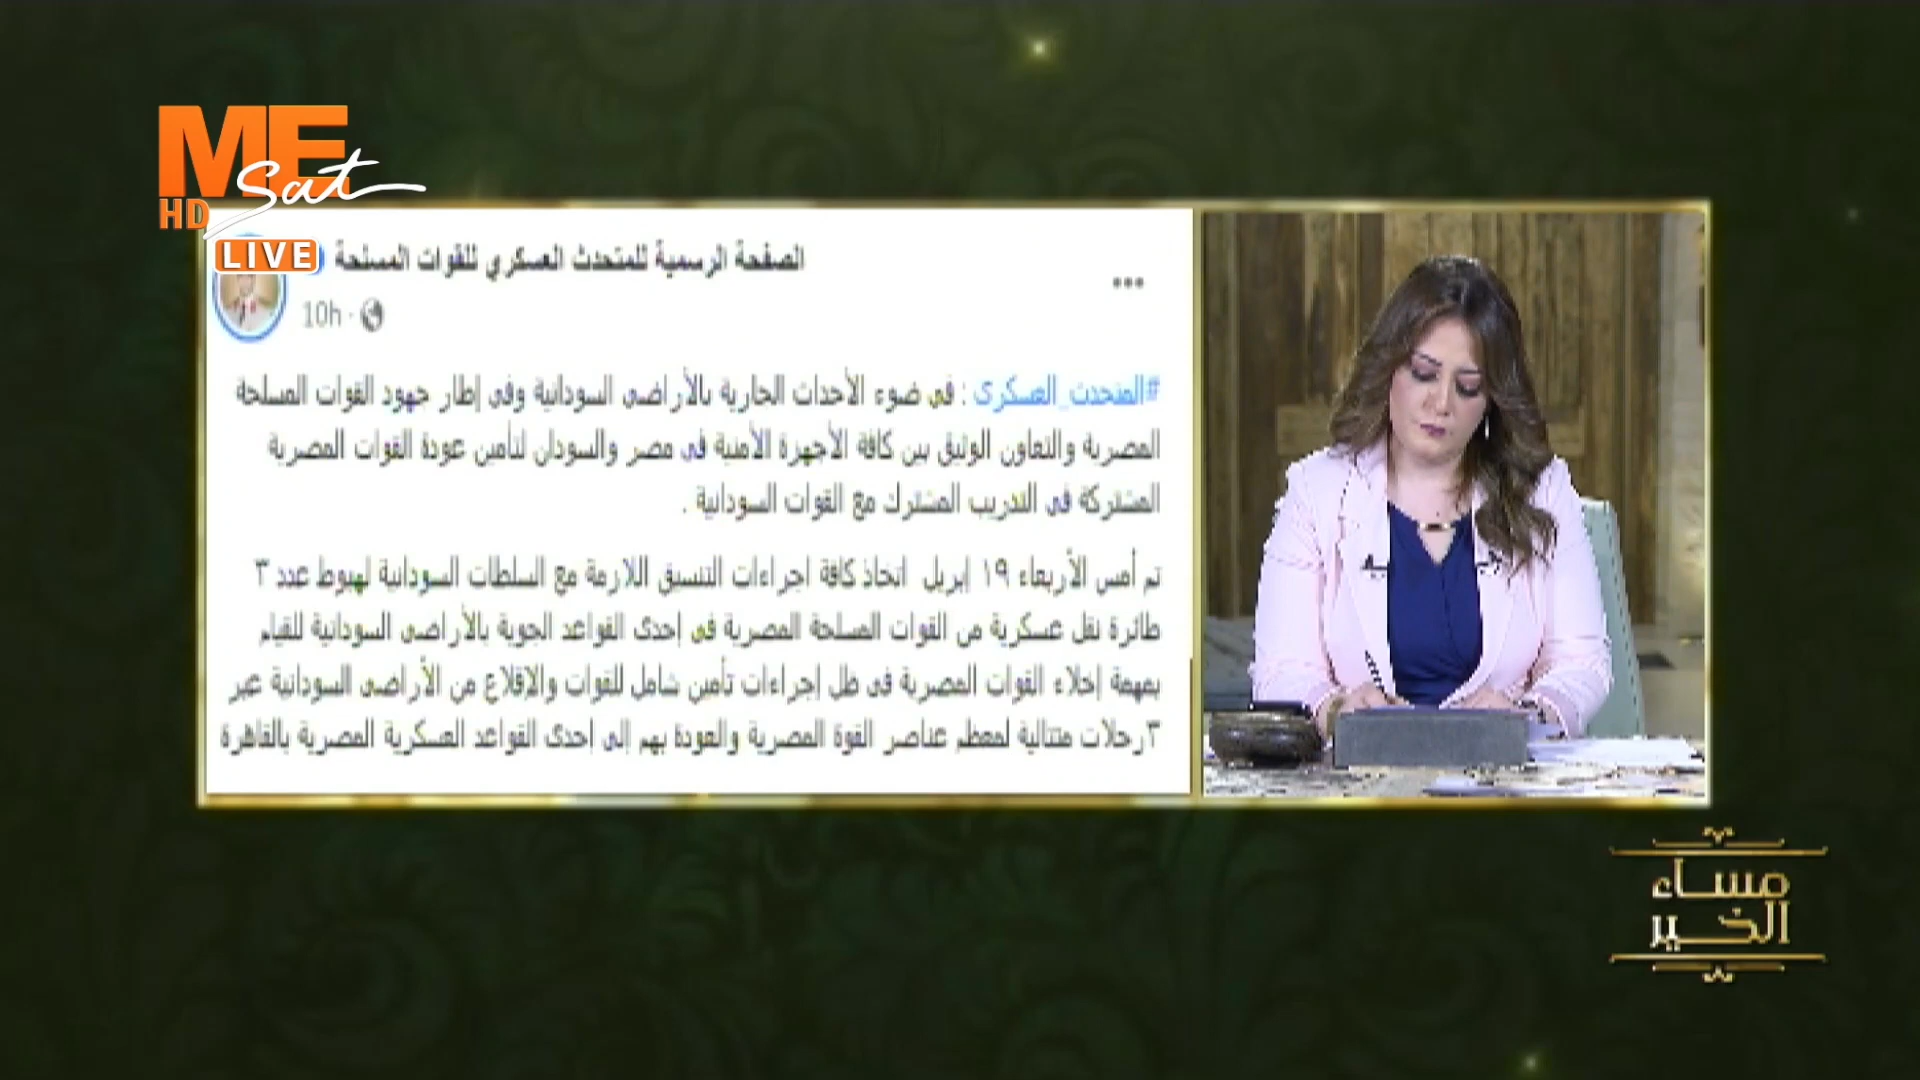 ME
Sat
HD
LIVE
الصفحة الرسمية للمتحدث العسكري للقوات المسلحة
10h
#المتحدث_العسكرى : فى ضوء الأحداث الجارية بالأراضى السودانية وفى إطار جهود القوات المسلحة
المصرية والتعاون الوثيق بين كافة الأجهزة الأمنية فى مصر والسودان لتأمين عودة القوات المصرية
المشتركة فى التدريب المشترك مع القوات السودانية .
تم أمس الأربعاء ١٩ إبريل اتخاذ كافة اجراءات التنسيق اللازمة مع السلطات السودانية لهبوط عدد ٣
طائرة نقل عسكرية من القوات المسلحة المصرية فى إحدى القواعد الجوية بالأراضى السودانية للقيام
بمهمة إخلاء القوات المصرية فى ظل إجراءات تأمين شامل للقوات والإقلاع من الأراضى السودانية عبر
٣ رحلات متتالية لمعظم عناصر القوة المصرية والعودة بهم إلى إحدى القواعد العسكرية المصرية بالقاهرة
مساء
الخير